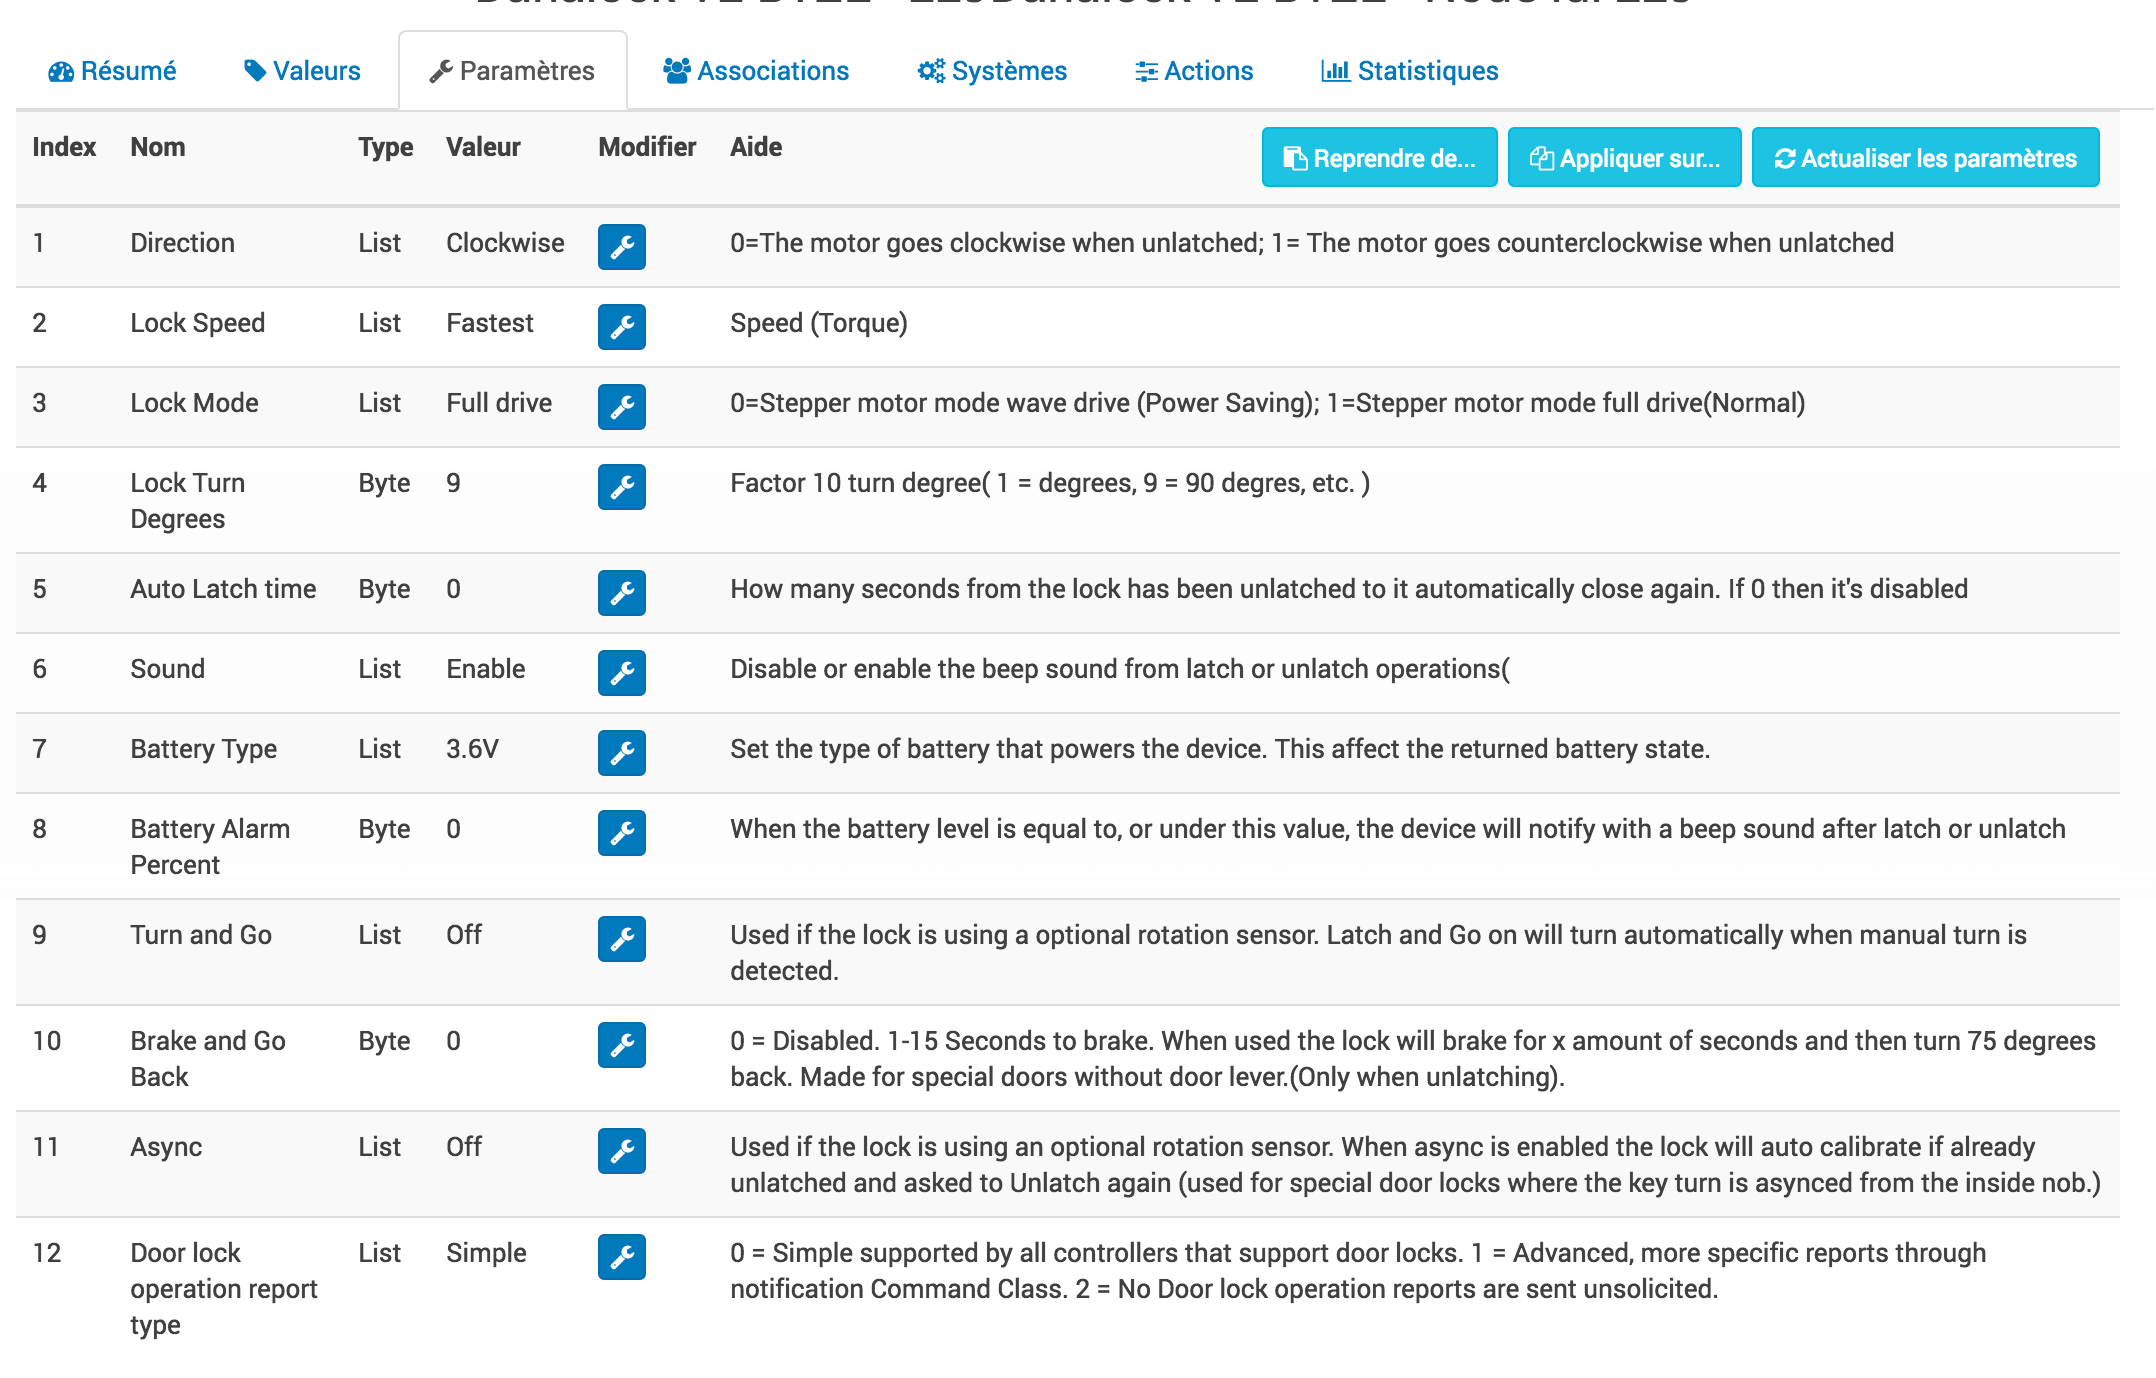 Résumé Valeurs Paramètres Associations Systèmes Actions Statistiques
Index Nom Type Valeur Modifier Aide Reprendre de... Appliquer sur... Actualiser les paramètres
1 Direction List Clockwise 0=The motor goes clockwise when unlatched; 1= The motor goes counterclockwise when unlatched
2 Lock Speed List Fastest Speed (Torque)
3 Lock Mode List Full drive 0=Stepper motor mode wave drive (Power Saving); 1=Stepper motor mode full drive(Normal)
4 Lock Turn Byte 9 Factor 10 turn degree( 1 = degrees, 9 = 90 degres, etc. )
Degrees
5 Auto Latch time Byte 0 How many seconds from the lock has been unlatched to it automatically close again. If 0 then it's disabled
6 Sound List Enable Disable or enable the beep sound from latch or unlatch operations(
7 Battery Type List 3.6V Set the type of battery that powers the device. This affect the returned battery state.
8 Battery Alarm Byte 0 When the battery level is equal to, or under this value, the device will notify with a beep sound after latch or unlatch
Percent
9 Turn and Go List Off Used if the lock is using a optional rotation sensor. Latch and Go on will turn automatically when manual turn is
detected.
10 Brake and Go Byte 0 0 = Disabled. 1-15 Seconds to brake. When used the lock will brake for x amount of seconds and then turn 75 degrees
Back back. Made for special doors without door lever.(Only when unlatching).
11 Async List Off Used if the lock is using an optional rotation sensor. When async is enabled the lock will auto calibrate if already
unlatched and asked to Unlatch again (used for special door locks where the key turn is asynced from the inside nob.)
12 Door lock List Simple 0 = Simple supported by all controllers that support door locks. 1 = Advanced, more specific reports through
operation report notification Command Class. 2 = No Door lock operation reports are sent unsolicited.
type